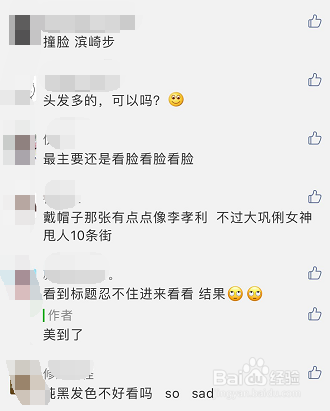 撞脸 滨崎步
头发多的，可以吗？
最主要还是看脸看脸看脸
戴帽子那张有点点像李孝利 不过大巩俐女神
甩人10条街
看到标题忍不住进来看看 结果
作者
美到了
纯黑发色不好看吗 so sad
Baidu经验